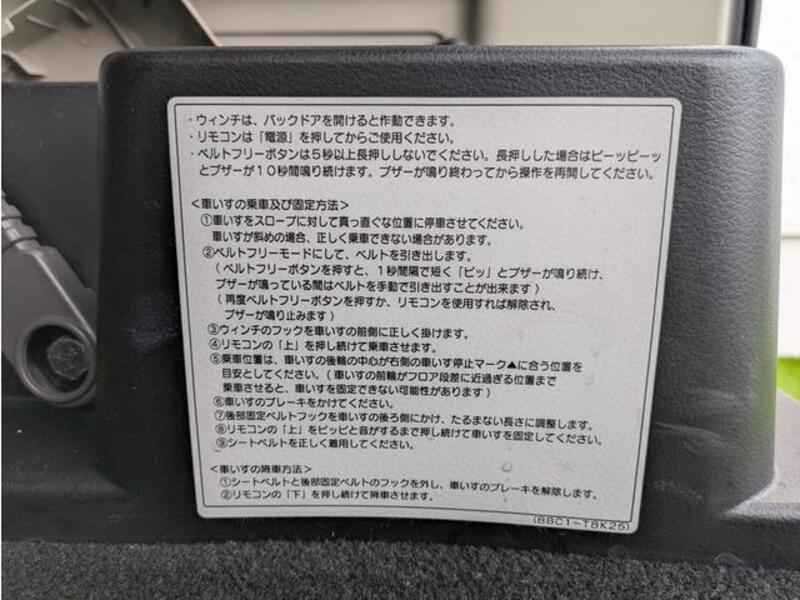 ・ウィンチは、バックドアを開けると作動できます。
・リモコンは「電源」を押してからご使用ください。
・ベルトフリーボタンは5秒以上長押ししないでください。長押しした場合はピーッピーッ
とブザーが10秒間鳴り続けます。ブザーが鳴り終わってから操作を再開してください。
<車いすの乗車及び固定方法>
①車いすをスロープに対して真っ直ぐな位置に停車させてください。
車いすが斜めの場合、正しく乗車できない場合があります。
②ベルトフリーモードにして、ベルトを引き出します。
(ベルトフリーボタンを押すと、1秒間隔で短く「ピッ」とブザーが鳴り続け、
ブザーが鳴っている間はベルトを手動で引き出すことが出来ます)
(再度ベルトフリーボタンを押すか、リモコンを使用すれば解除され、
ブザーが鳴り止みます)
③ウィンチのフックを車いすの前側に正しく掛けます。
④リモコンの「上」を押し続けて乗車させます。
⑤乗車位置は、車いすの後輪の中心が右側の車いす停止マーク▲に合う位置を
目安としてください。(車いすの前輪がフロア段差に近過ぎる位置まで
乗車させると、車いすを固定できない可能性があります)
⑥車いすのブレーキをかけてください。
⑦後部固定ベルトフックを車いすの後ろ側にかけ、たるまない長さに調整します。
⑧リモコンの「上」をピッピと音がするまで押し続けて車いすを固定してください。
⑨シートベルトを正しく着用してください。
<車いすの降車方法>
①シートベルトと後部固定ベルトのフックを外し、車いすのブレーキを解除します。
②リモコンの「下」を押し続けて降車させます。
(88C1-T8K25)